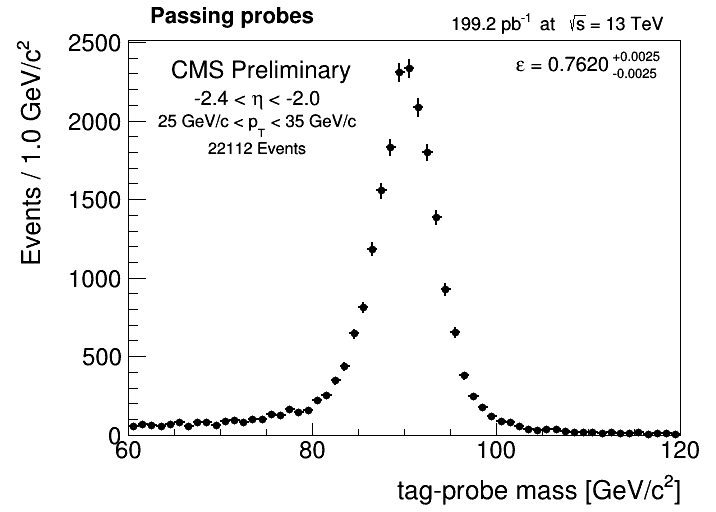 Passing probes
199.2 pb⁻¹ at √s = 13 TeV
CMS Preliminary
-2.4 < η < -2.0
25 GeV/c < p_T < 35 GeV/c
22112 Events
ε = 0.7620 +0.0025 -0.0025
Events / 1.0 GeV/c²
2500
2000
1500
1000
500
0
60 80 100 120
tag-probe mass [GeV/c²]